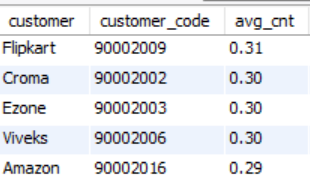 customer customer_code avg_cnt
Flipkart 90002009 0.31
Croma 90002002 0.30
Ezone 90002003 0.30
Viveks 90002006 0.30
Amazon 90002016 0.29